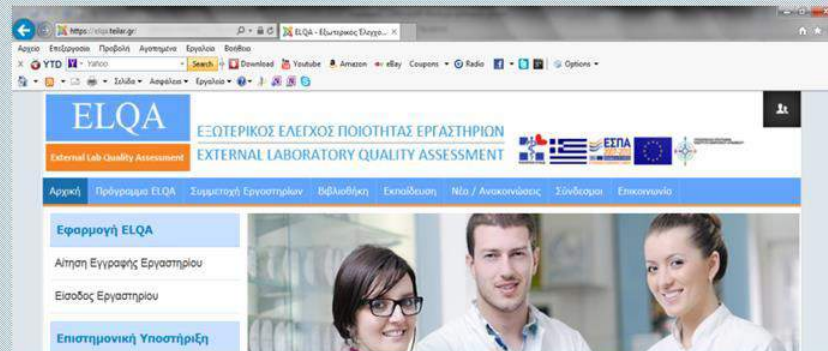 https://elqa.teilar.gr/
ELQA - Εξωτερικός Έλεγχο...
Αρχείο Επεξεργασία Προβολή Αγαπημένα Εργαλεία Βοήθεια
YTD Yahoo Search Download Youtube Amazon eBay Coupons Radio Options
Σελίδα Ασφάλεια Εργαλεία
ELQA
External Lab Quality Assessment
ΕΞΩΤΕΡΙΚΟΣ ΕΛΕΓΧΟΣ ΠΟΙΟΤΗΤΑΣ ΕΡΓΑΣΤΗΡΙΩΝ
EXTERNAL LABORATORY QUALITY ASSESSMENT
ΕΣΠΑ
Αρχική Πρόγραμμα ELQA Συμμετοχή Εργαστηρίων Βιβλιοθήκη Εκπαίδευση Νέα / Ανακοινώσεις Σύνδεσμοι Επικοινωνία
Εφαρμογή ELQA
Αίτηση Εγγραφής Εργαστηρίου
Είσοδος Εργαστηρίου
Επιστημονική Υποστήριξη